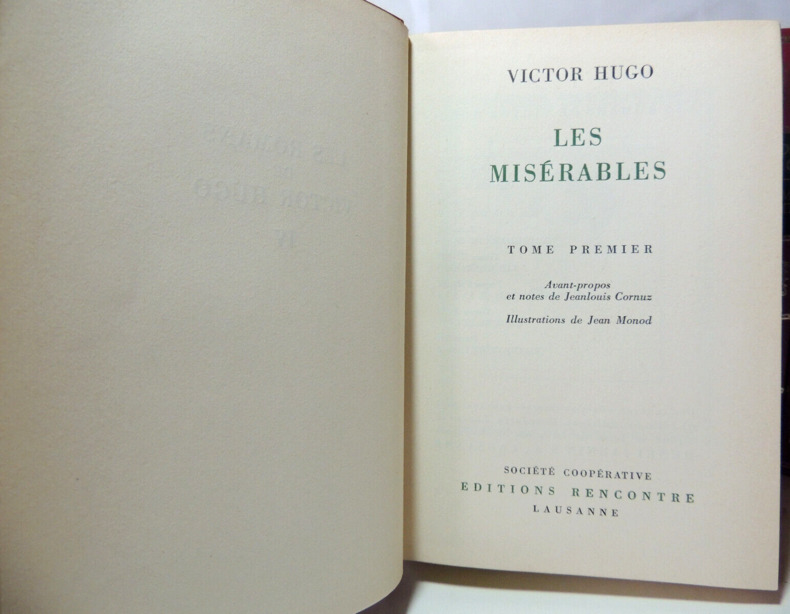 VICTOR HUGO
LES
MISÉRABLES
TOME PREMIER
Avant-propos
et notes de Jeanlouis Cornuz
Illustrations de Jean Monod
SOCIÉTÉ COOPÉRATIVE
EDITIONS RENCONTRE
LAUSANNE